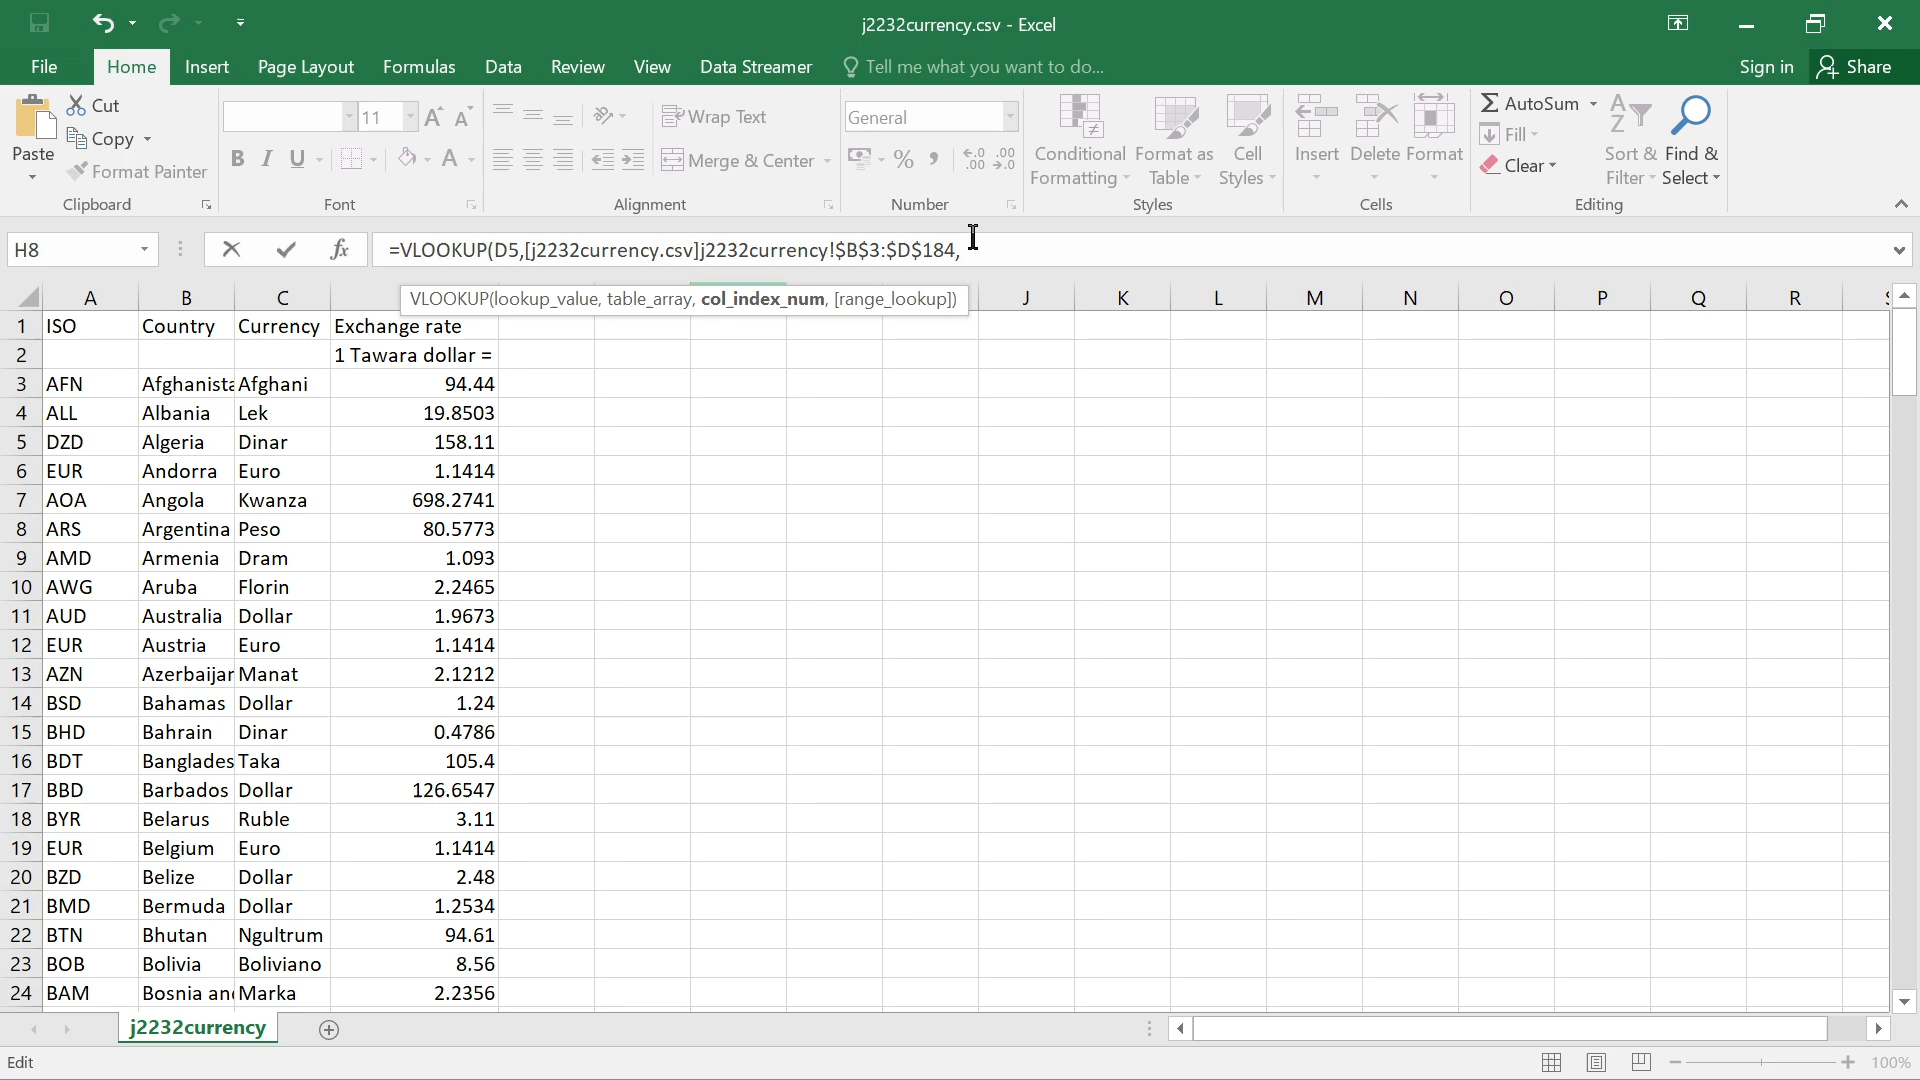 j2232currency.csv - Excel
File Home Insert Page Layout Formulas Data Review View Data Streamer Tell me what you want to do... Sign in Share
Paste
Cut
Copy
Format Painter
Clipboard
11
B I U
Font
Wrap Text
Merge & Center
Alignment
General
% , .00 .00
Number
Conditional Formatting
Format as Table
Cell Styles
Styles
Insert Delete Format
Cells
AutoSum
Fill
Clear
Sort & Filter
Find & Select
Editing
H8 fx =VLOOKUP(D5,[j2232currency.csv]j2232currency!$B$3:$D$184,
VLOOKUP(lookup_value, table_array, col_index_num, [range_lookup])
A B C J K L M N O P Q R
1 ISO Country Currency Exchange rate
2 1 Tawara dollar =
3 AFN Afghanista Afghani 94.44
4 ALL Albania Lek 19.8503
5 DZD Algeria Dinar 158.11
6 EUR Andorra Euro 1.1414
7 AOA Angola Kwanza 698.2741
8 ARS Argentina Peso 80.5773
9 AMD Armenia Dram 1.093
10 AWG Aruba Florin 2.2465
11 AUD Australia Dollar 1.9673
12 EUR Austria Euro 1.1414
13 AZN Azerbaijar Manat 2.1212
14 BSD Bahamas Dollar 1.24
15 BHD Bahrain Dinar 0.4786
16 BDT Banglades Taka 105.4
17 BBD Barbados Dollar 126.6547
18 BYR Belarus Ruble 3.11
19 EUR Belgium Euro 1.1414
20 BZD Belize Dollar 2.48
21 BMD Bermuda Dollar 1.2534
22 BTN Bhutan Ngultrum 94.61
23 BOB Bolivia Boliviano 8.56
24 BAM Bosnia an Marka 2.2356
j2232currency
Edit 100%